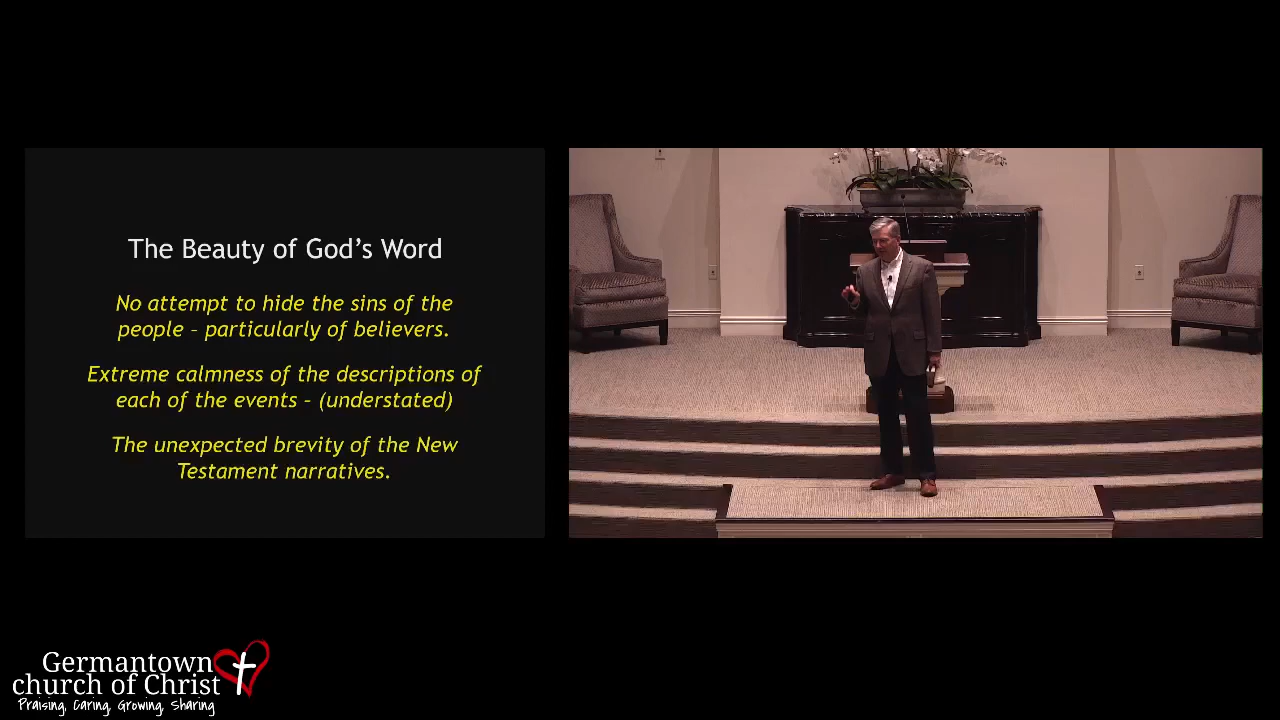 The Beauty of God's Word
No attempt to hide the sins of the
people – particularly of believers.
Extreme calmness of the descriptions of
each of the events – (understated)
The unexpected brevity of the New
Testament narratives.
Germantown
church of Christ
Praising, Caring, Growing, Sharing